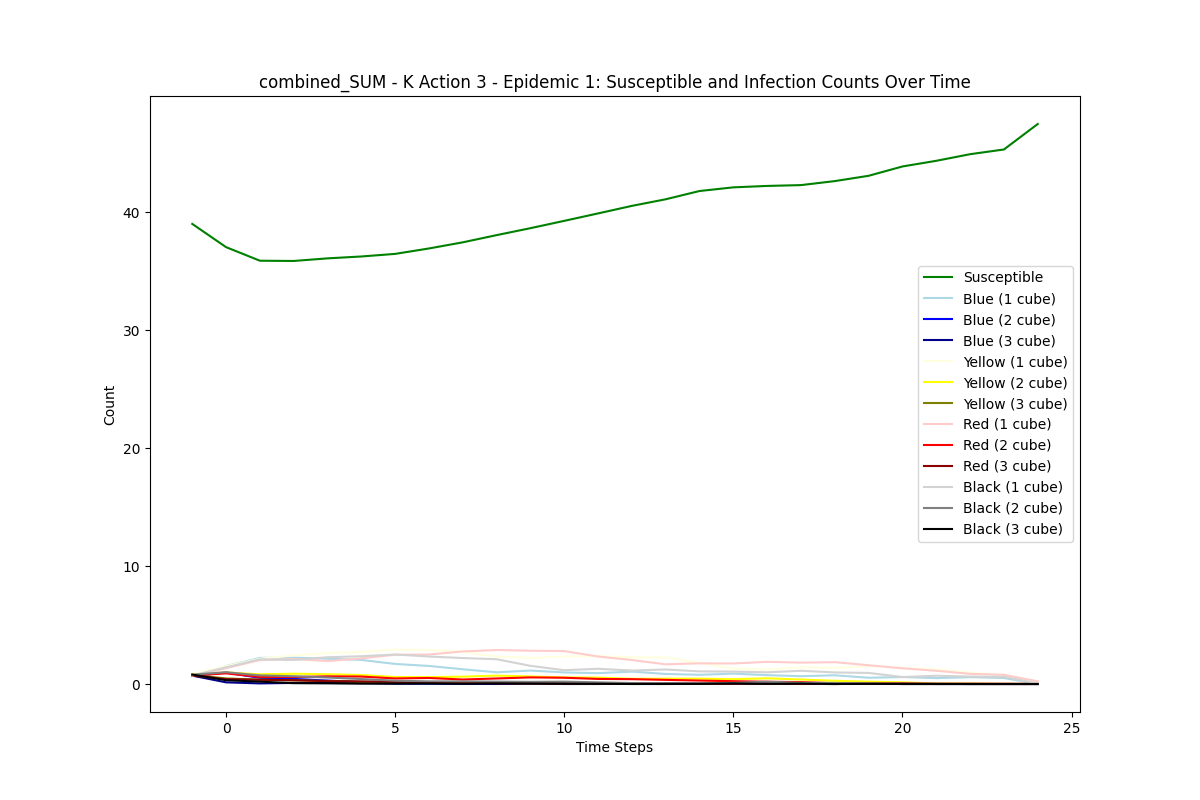 combined_SUM - K Action 3 - Epidemic 1: Susceptible and Infection Counts Over Time
Count
40
30
20
10
0
Susceptible
Blue (1 cube)
Blue (2 cube)
Blue (3 cube)
Yellow (1 cube)
Yellow (2 cube)
Yellow (3 cube)
Red (1 cube)
Red (2 cube)
Red (3 cube)
Black (1 cube)
Black (2 cube)
Black (3 cube)
0 5 10 15 20 25
Time Steps